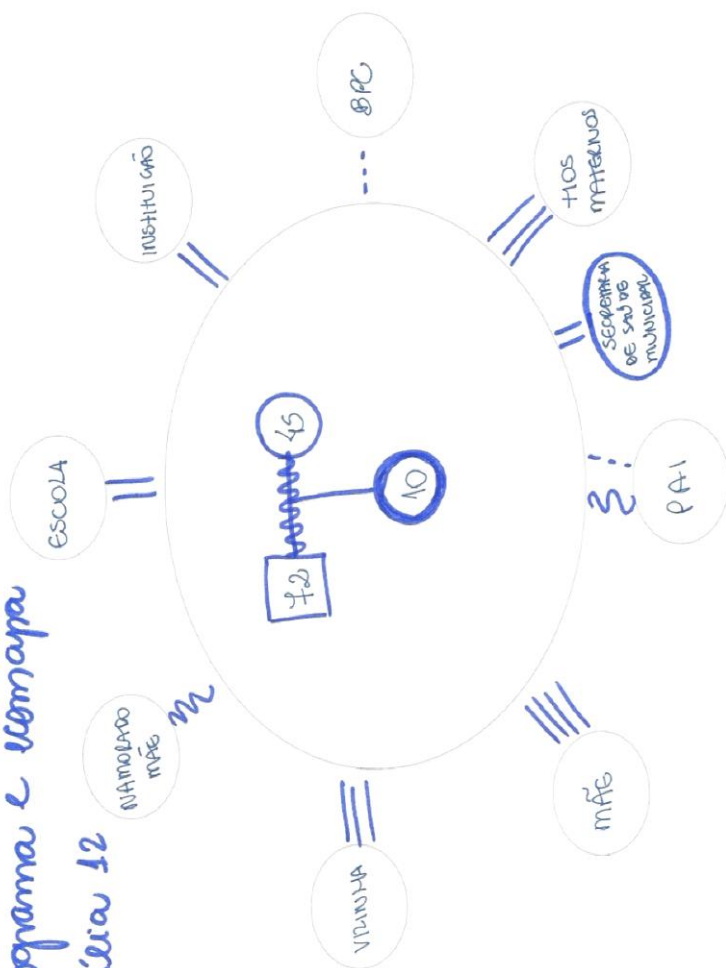 grama e ecomapa
ília 12
ESCOLA
INSTITUIÇÃO
BPC
TIOS
MATERNOS
SECRETARIA
DE SAÚDE
MUNICIPAL
PAI
MÃE
VIZINHA
NAMORADO
MÃE
72
45
10